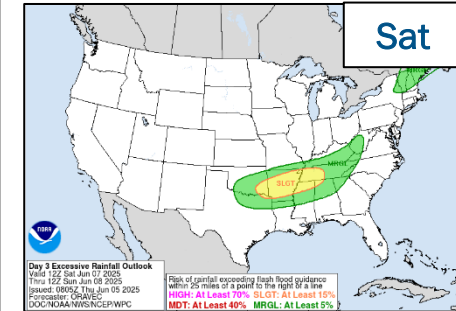 Sat
MRGL
SLGT
NOAA
Day 3 Excessive Rainfall Outlook
Valid 12Z Sat Jun 07 2025
Thru 12Z Sun Jun 08 2025
Issued: 0805Z Thu Jun 05 2025
Forecaster: ORAVEC
DOC/NOAA/NWS/NCEP/WPC
Risk of rainfall exceeding flash flood guidance
within 25 miles of a point to the right of a line
HIGH: At Least 70% SLGT: At Least 15%
MDT: At Least 40% MRGL: At Least 5%